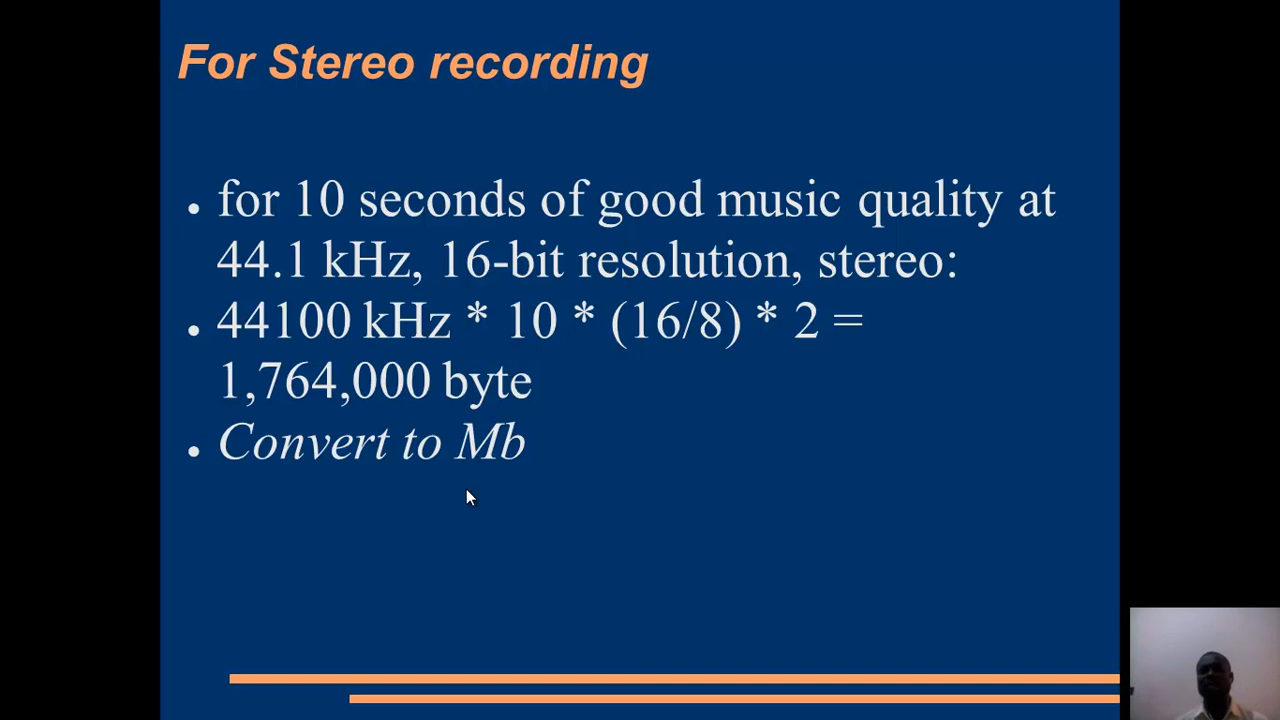 For Stereo recording
• for 10 seconds of good music quality at
44.1 kHz, 16-bit resolution, stereo:
• 44100 kHz * 10 * (16/8) * 2 =
1,764,000 byte
• Convert to Mb